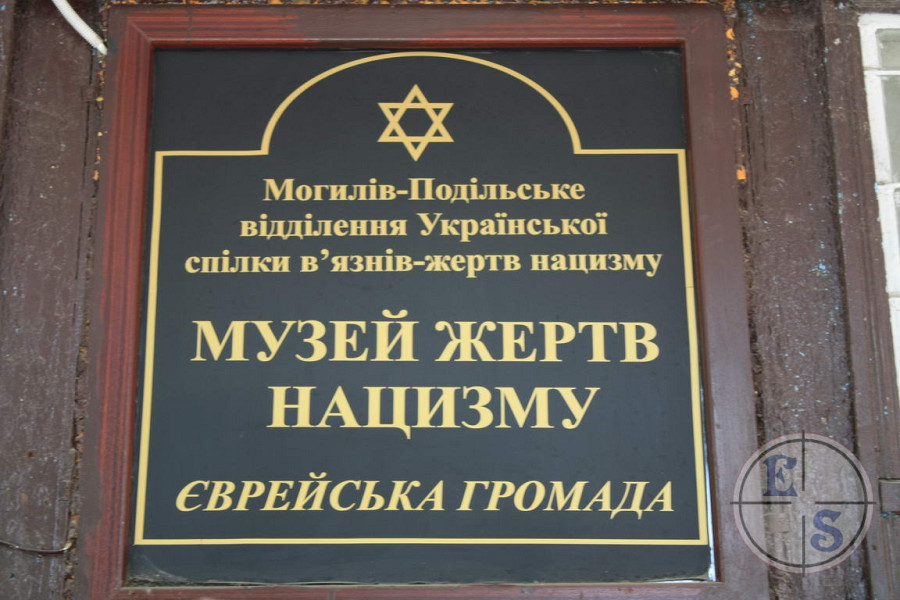 Могилів-Подільське
відділення Української
спілки в’язнів-жертв нацизму
МУЗЕЙ ЖЕРТВ
НАЦИЗМУ
ЄВРЕЙСЬКА ГРОМАДА
E
S